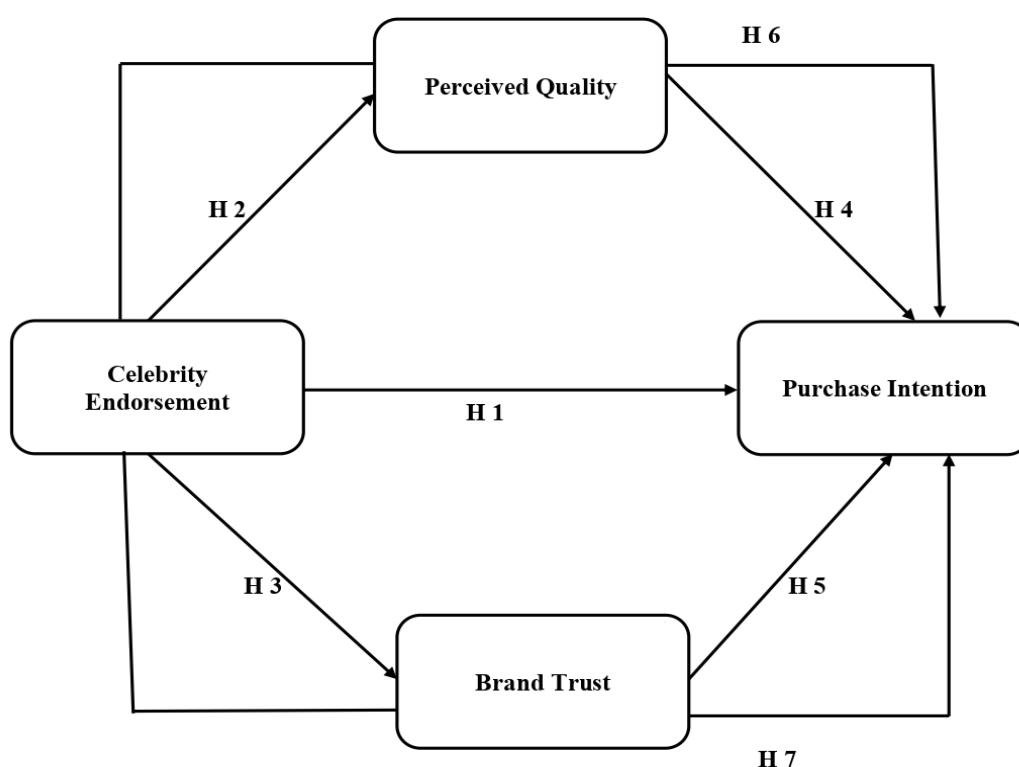 H 6
Perceived Quality
H 2
H 4
Celebrity
Endorsement
Purchase Intention
H 1
H 3
H 5
Brand Trust
H 7